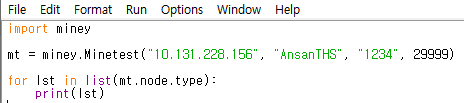 File Edit Format Run Options Window Help
import miney
mt = miney.Minetest("10.131.228.156", "AnsanTHS", "1234", 29999)
for lst in list(mt.node.type):
    print(lst)